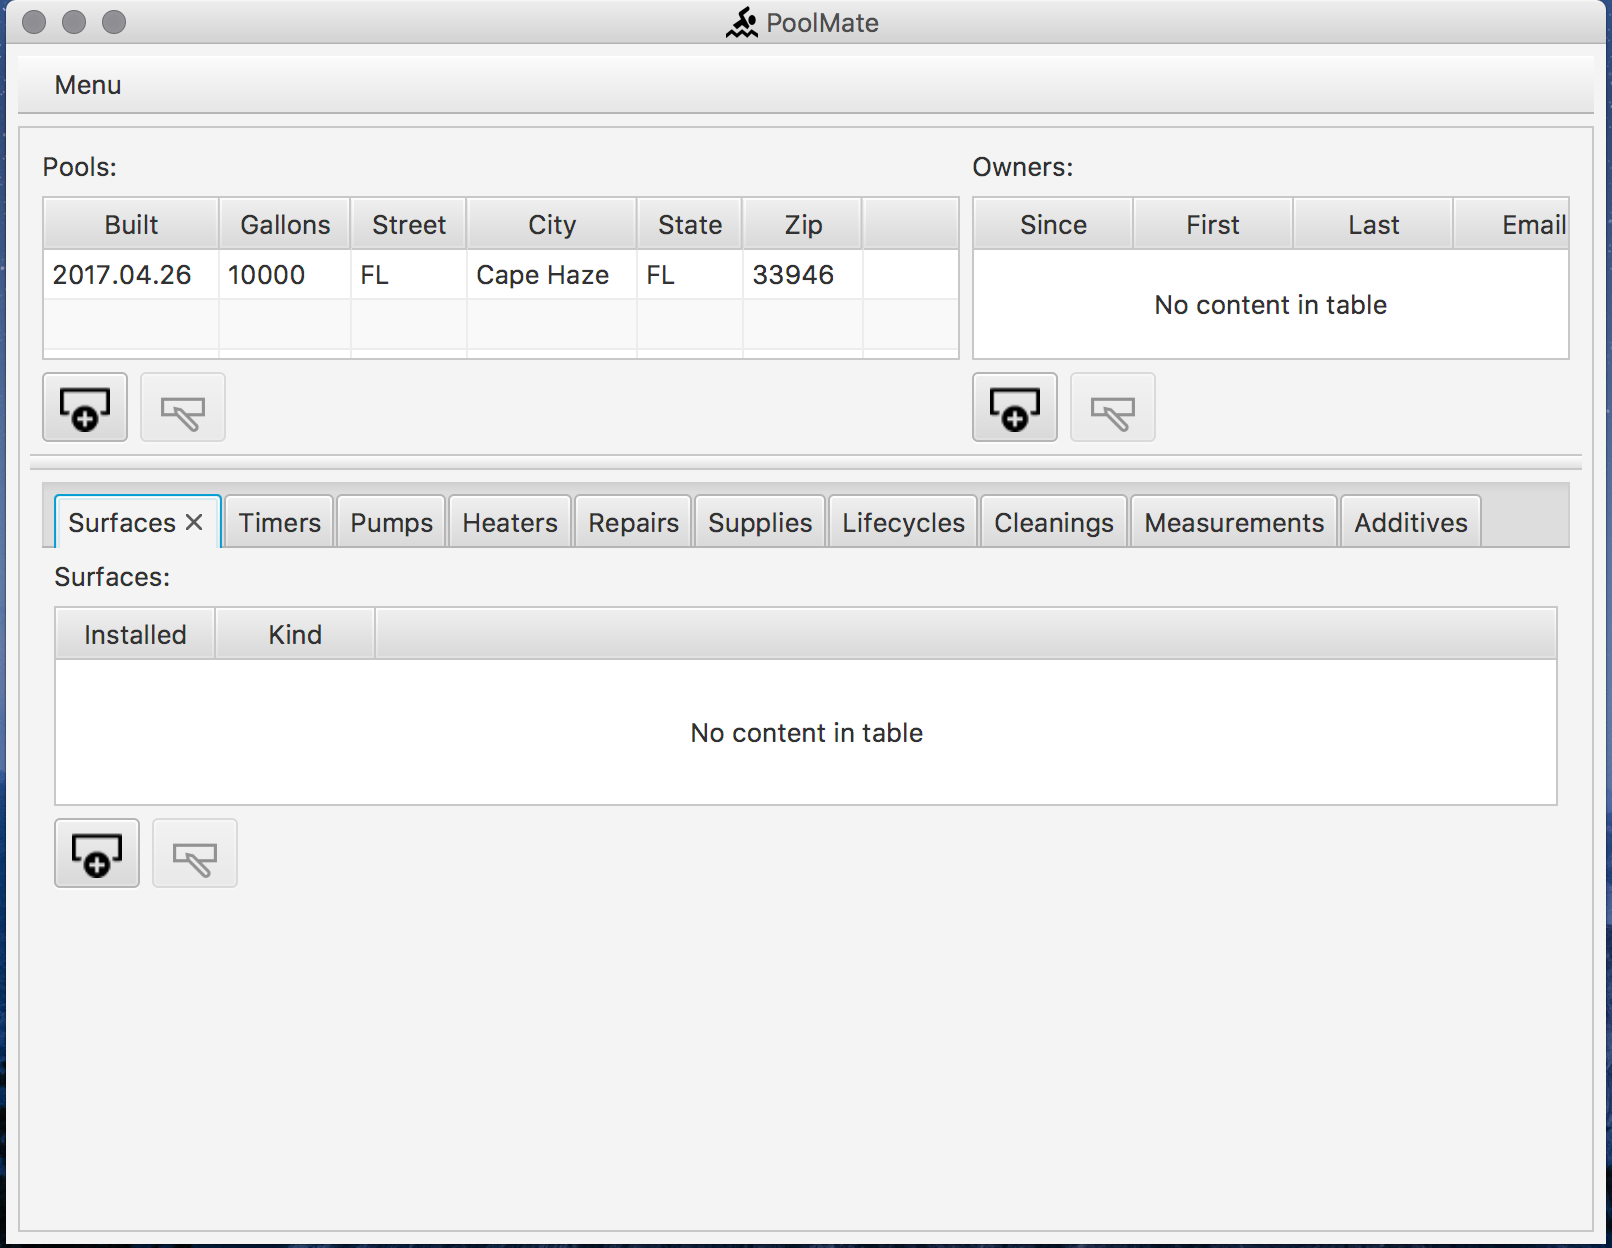 PoolMate
Menu
Pools:
Built Gallons Street City State Zip
2017.04.26 10000 FL Cape Haze FL 33946
Owners:
Since First Last Email
No content in table
Surfaces Timers Pumps Heaters Repairs Supplies Lifecycles Cleanings Measurements Additives
Surfaces:
Installed Kind
No content in table